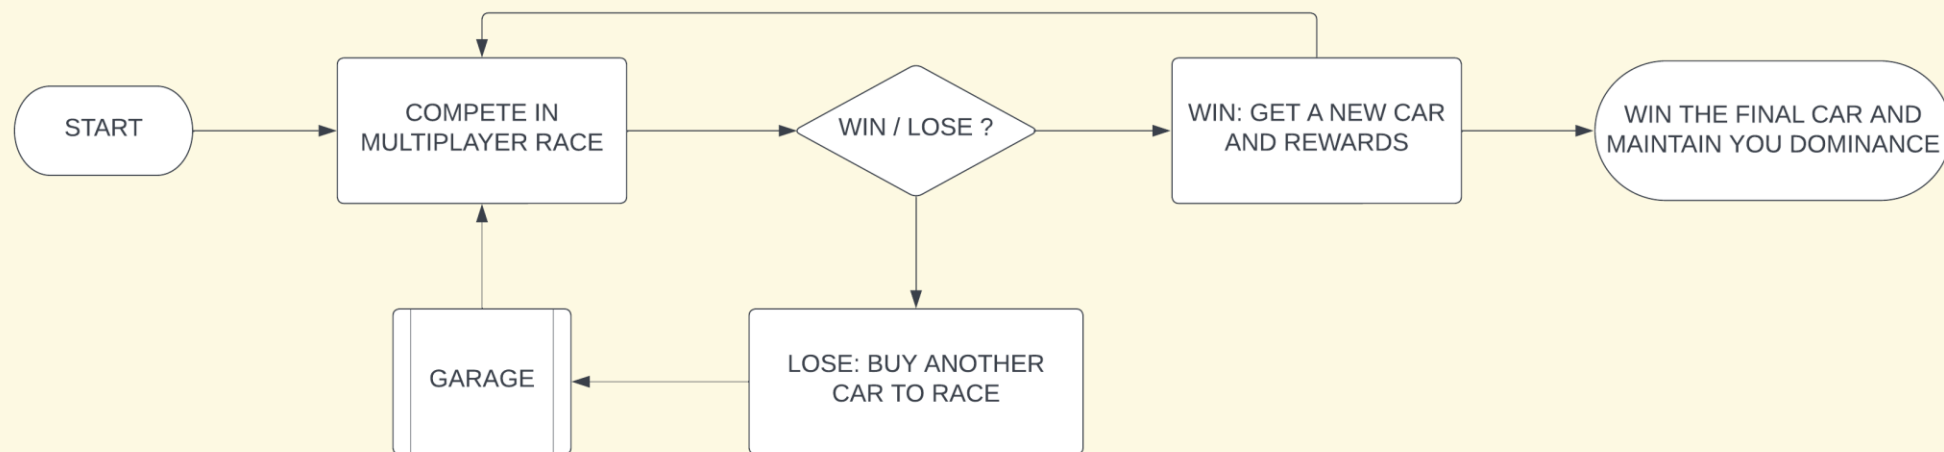 START
COMPETE IN
MULTIPLAYER RACE
WIN / LOSE ?
WIN: GET A NEW CAR
AND REWARDS
WIN THE FINAL CAR AND
MAINTAIN YOU DOMINANCE
GARAGE
LOSE: BUY ANOTHER
CAR TO RACE